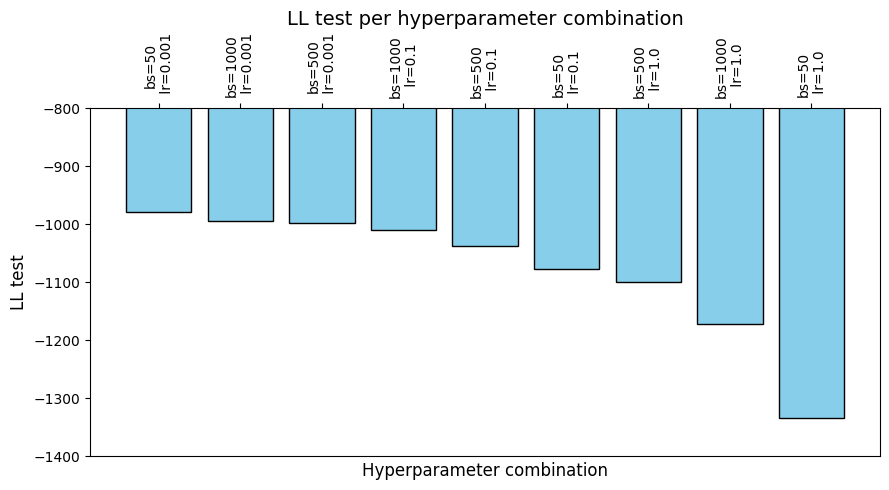 LL test per hyperparameter combination
bs=50
lr=0.001
bs=1000
lr=0.001
bs=500
lr=0.001
bs=1000
lr=0.1
bs=500
lr=0.1
bs=50
lr=0.1
bs=500
lr=1.0
bs=1000
lr=1.0
bs=50
lr=1.0
−800
−900
−1000
−1100
−1200
−1300
−1400
LL test
Hyperparameter combination